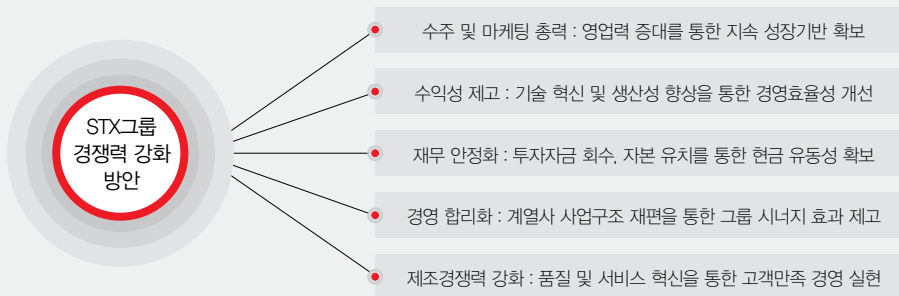 STX그룹
경쟁력 강화
방안
수주 및 마케팅 총력 : 영업력 증대를 통한 지속 성장기반 확보
수익성 제고 : 기술 혁신 및 생산성 향상을 통한 경영효율성 개선
재무 안정화 : 투자자금 회수, 자본 유치를 통한 현금 유동성 확보
경영 합리화 : 계열사 사업구조 재편을 통한 그룹 시너지 효과 제고
제조경쟁력 강화 : 품질 및 서비스 혁신을 통한 고객만족 경영 실현